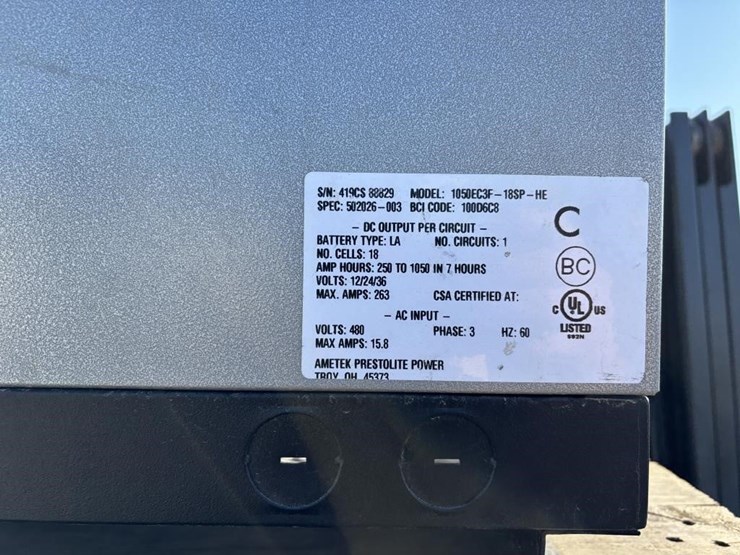 S/N: 419CS 88829 MODEL: 1050EC3F-18SP-HE
SPEC: 502026-003 BCI CODE: 100D6C8
- DC OUTPUT PER CIRCUIT -
BATTERY TYPE: LA NO. CIRCUITS: 1
NO. CELLS: 18
AMP HOURS: 250 TO 1050 IN 7 HOURS
VOLTS: 12/24/36
MAX. AMPS: 263 CSA CERTIFIED AT:
- AC INPUT -
VOLTS: 480 PHASE: 3 HZ: 60
MAX AMPS: 15.8
AMETEK PRESTOLITE POWER
TROY, OH 45373
C
BC
C UL US
LISTED